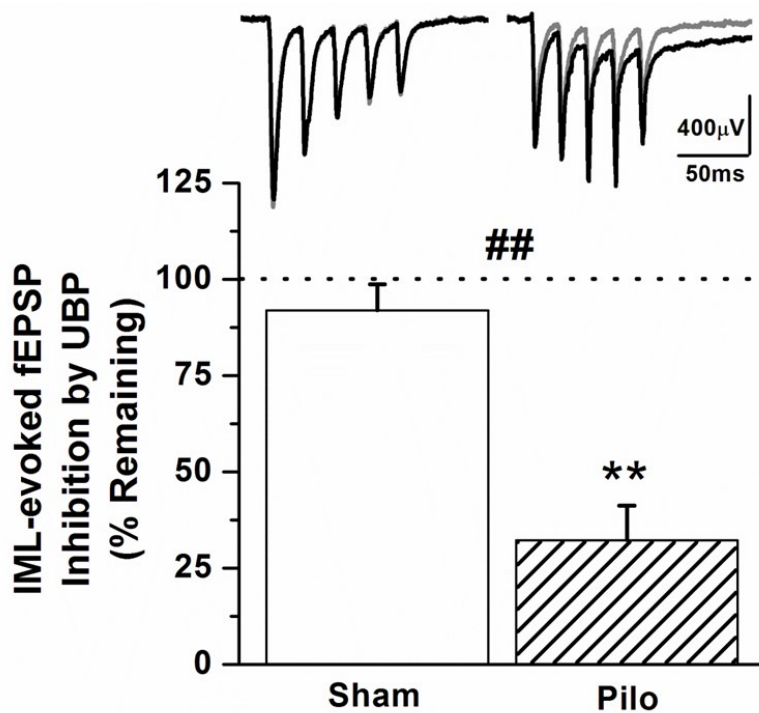 400µV
50ms
125
##
100
75
50
**
25
0
IML-evoked fEPSP
Inhibition by UBP
(% Remaining)
Sham
Pilo